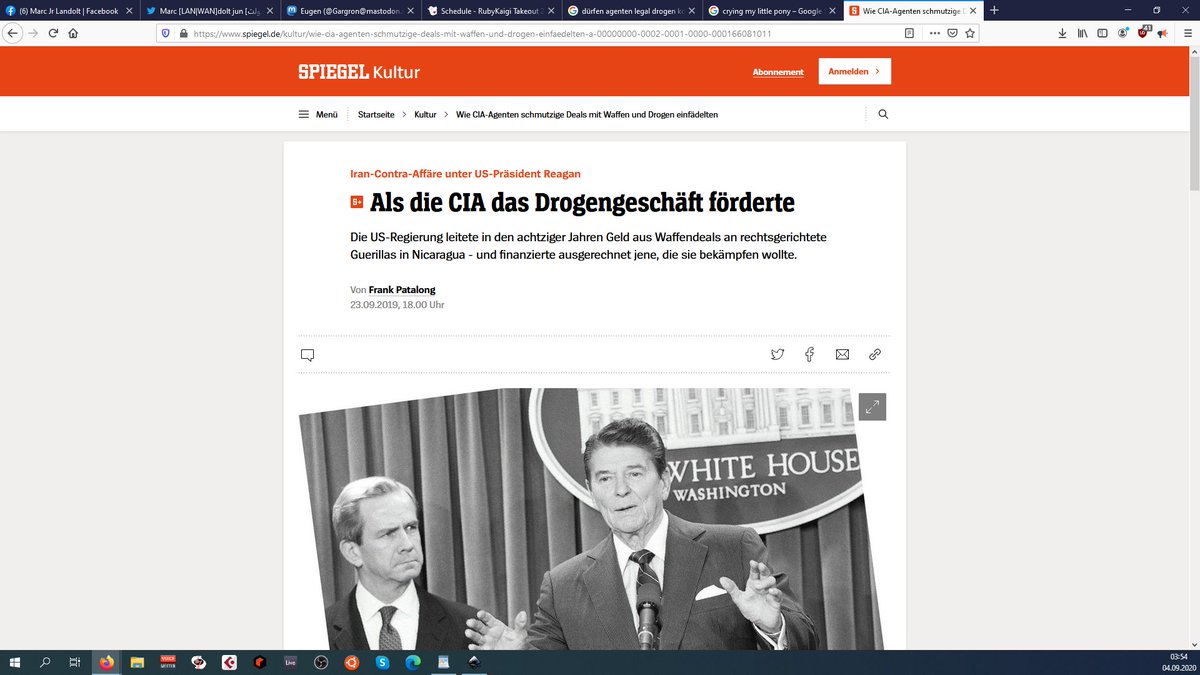 (6) Marc Jr Landolt | Facebook
Marc [LAN|WAN]dolt jun
Eugen (@Gargron@mastodon.
Schedule - RubyKaigi Takeout 2
dürfen agenten legal drogen k
crying my little pony – Google
Wie CIA-Agenten schmutzige
https://www.spiegel.de/kultur/wie-cia-agenten-schmutzige-deals-mit-waffen-und-drogen-einfaedelten-a-00000000-0002-0001-0000-000166081011
SPIEGEL Kultur
Abonnement
Anmelden
Menü
Startseite
Kultur
Wie CIA-Agenten schmutzige Deals mit Waffen und Drogen einfädelten
Iran-Contra-Affäre unter US-Präsident Reagan
S+ Als die CIA das Drogengeschäft förderte
Die US-Regierung leitete in den achtziger Jahren Geld aus Waffendeals an rechtsgerichtete
Guerillas in Nicaragua - und finanzierte ausgerechnet jene, die sie bekämpfen wollte.
Von Frank Patalong
23.09.2019, 18.00 Uhr
WHITE HOUSE
WASHINGTON
Live
03:54
04.09.2020